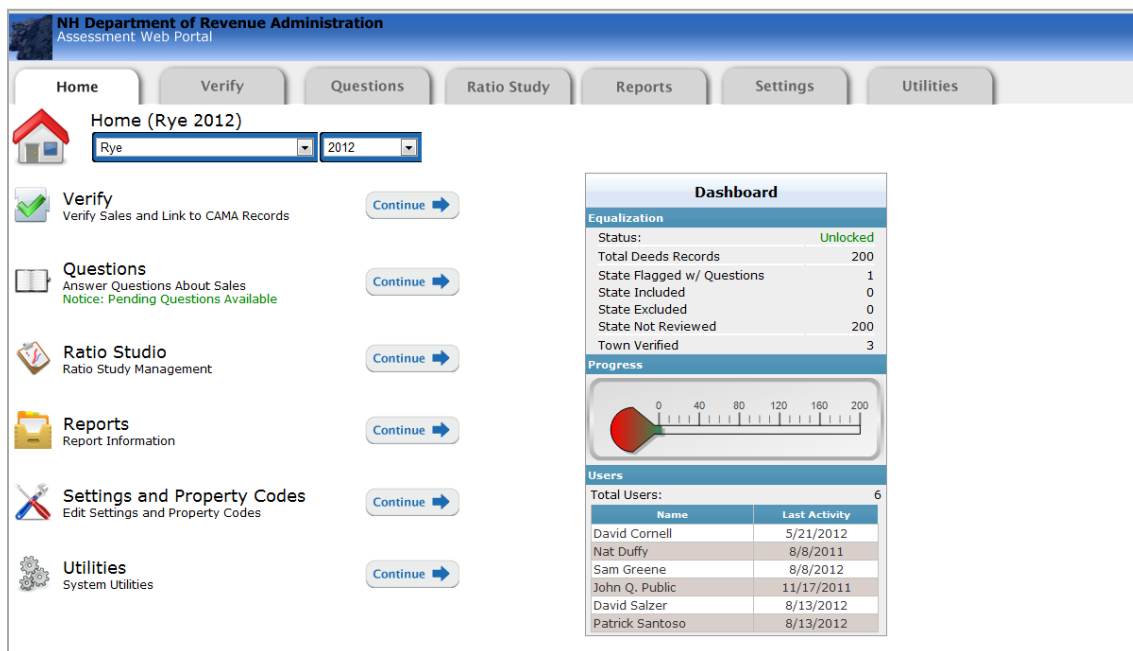 NH Department of Revenue Administration
Assessment Web Portal
Home Verify Questions Ratio Study Reports Settings Utilities
Home (Rye 2012)
Rye 2012
Verify
Verify Sales and Link to CAMA Records
Continue
Questions
Answer Questions About Sales
Notice: Pending Questions Available
Continue
Ratio Studio
Ratio Study Management
Continue
Reports
Report Information
Continue
Settings and Property Codes
Edit Settings and Property Codes
Continue
Utilities
System Utilities
Continue
Dashboard
Equalization
Status: Unlocked
Total Deeds Records 200
State Flagged w/ Questions 1
State Included 0
State Excluded 0
State Not Reviewed 200
Town Verified 3
Progress
0 40 80 120 160 200
Users
Total Users: 6
Name Last Activity
David Cornell 5/21/2012
Nat Duffy 8/8/2011
Sam Greene 8/8/2012
John Q. Public 11/17/2011
David Salzer 8/13/2012
Patrick Santoso 8/13/2012